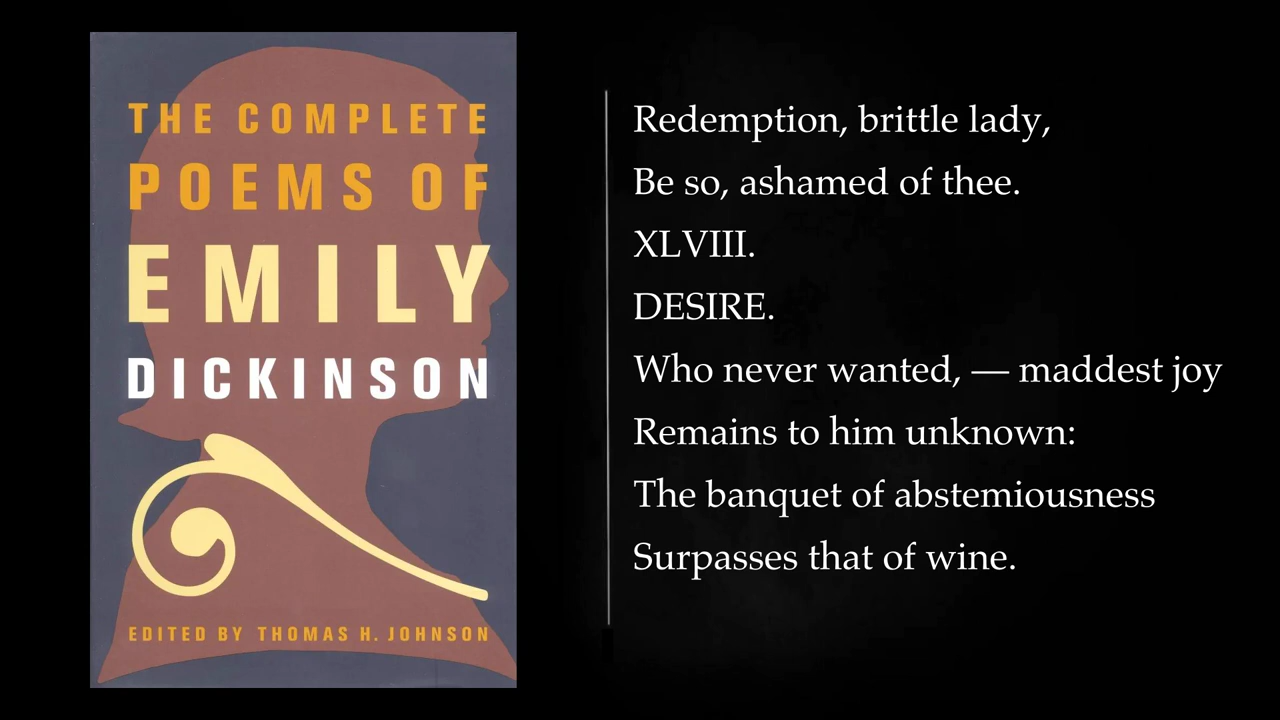 THE COMPLETE
POEMS OF
EMILY
DICKINSON
EDITED BY THOMAS H. JOHNSON
Redemption, brittle lady,
Be so, ashamed of thee.
XLVIII.
DESIRE.
Who never wanted, — maddest joy
Remains to him unknown:
The banquet of abstemiousness
Surpasses that of wine.